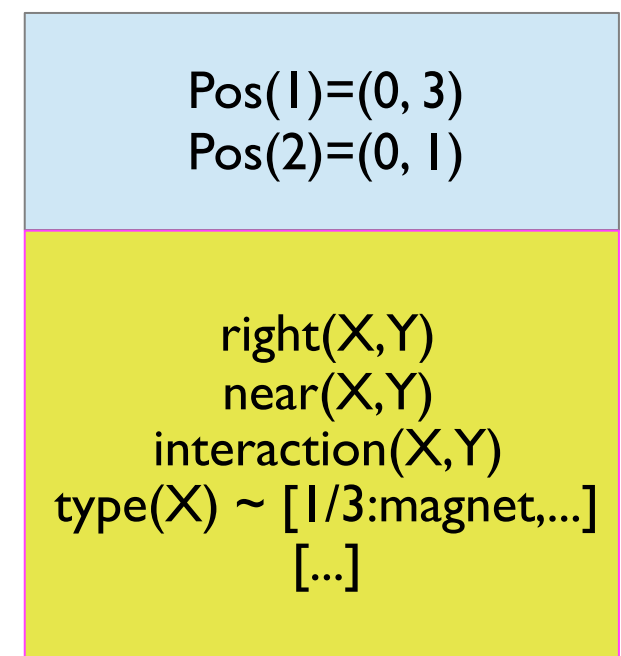 Pos(1)=(0, 3)
Pos(2)=(0, 1)
right(X,Y)
near(X,Y)
interaction(X,Y)
type(X) ~ [1/3:magnet,...]
[...]